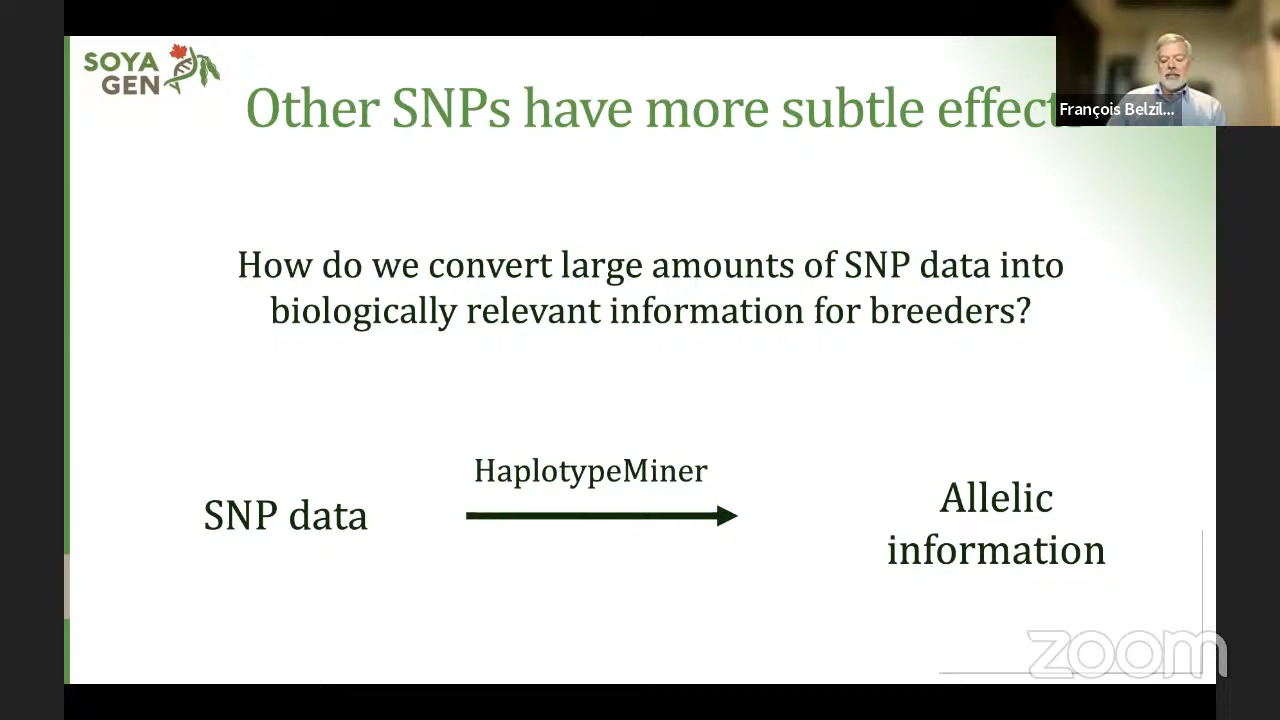 SOYA
GEN
Other SNPs have more subtle effect
François Belzil...
How do we convert large amounts of SNP data into
biologically relevant information for breeders?
HaplotypeMiner
SNP data
Allelic
information
zoom